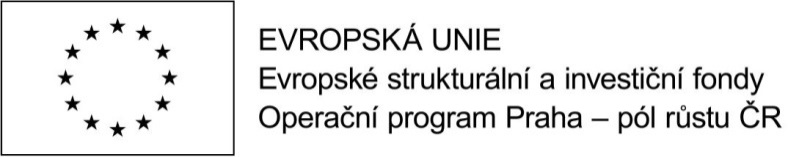 EVROPSKÁ UNIE
Evropské strukturální a investiční fondy
Operační program Praha – pól růstu ČR